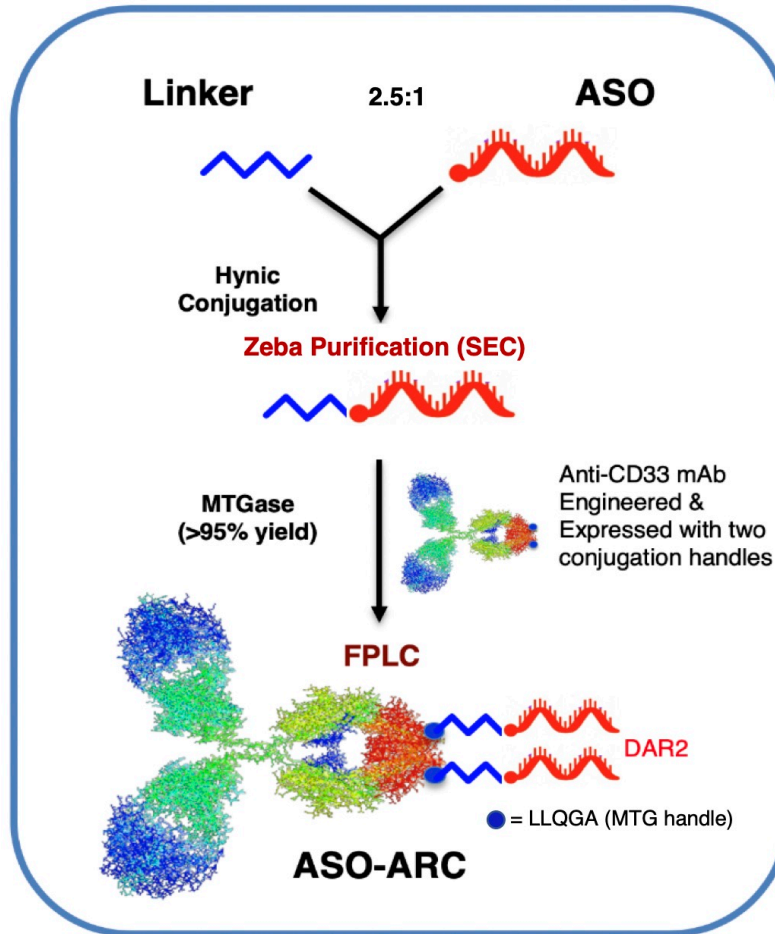 Linker 2.5:1 ASO
Hynic
Conjugation
Zeba Purification (SEC)
MTGase
(>95% yield)
Anti-CD33 mAb
Engineered &
Expressed with two
conjugation handles
FPLC
DAR2
= LLQGA (MTG handle)
ASO-ARC